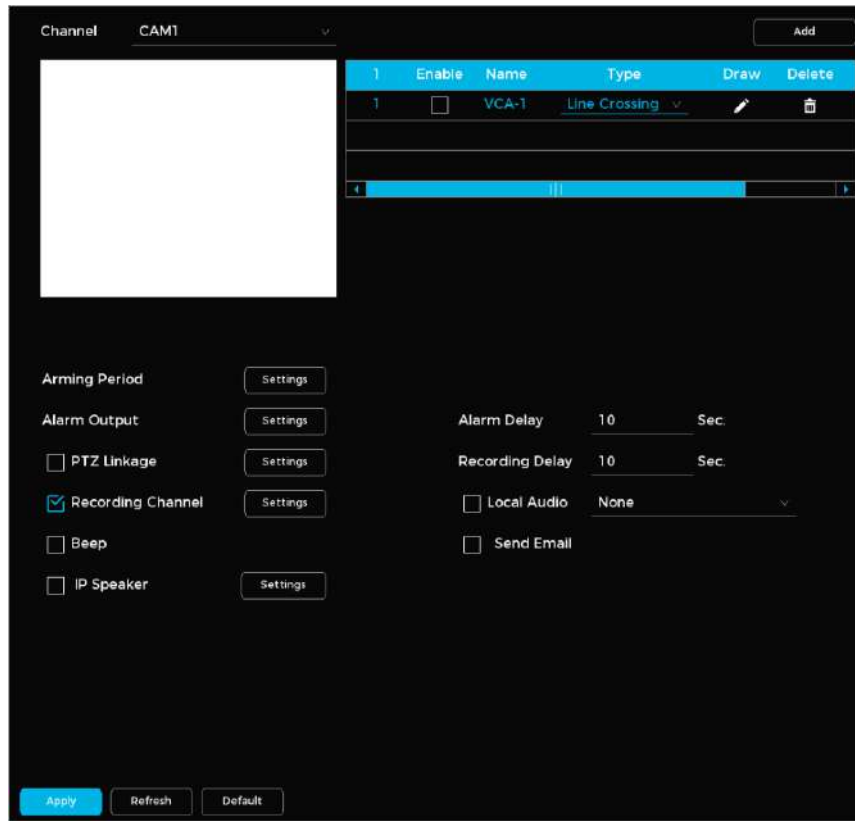 Channel CAM1 Add
1 Enable Name Type Draw Delete
1 VCA-1 Line Crossing
Arming Period Settings
Alarm Output Settings Alarm Delay 10 Sec.
PTZ Linkage Settings Recording Delay 10 Sec.
Recording Channel Settings Local Audio None
Beep Send Email
IP Speaker Settings
Apply Refresh Default